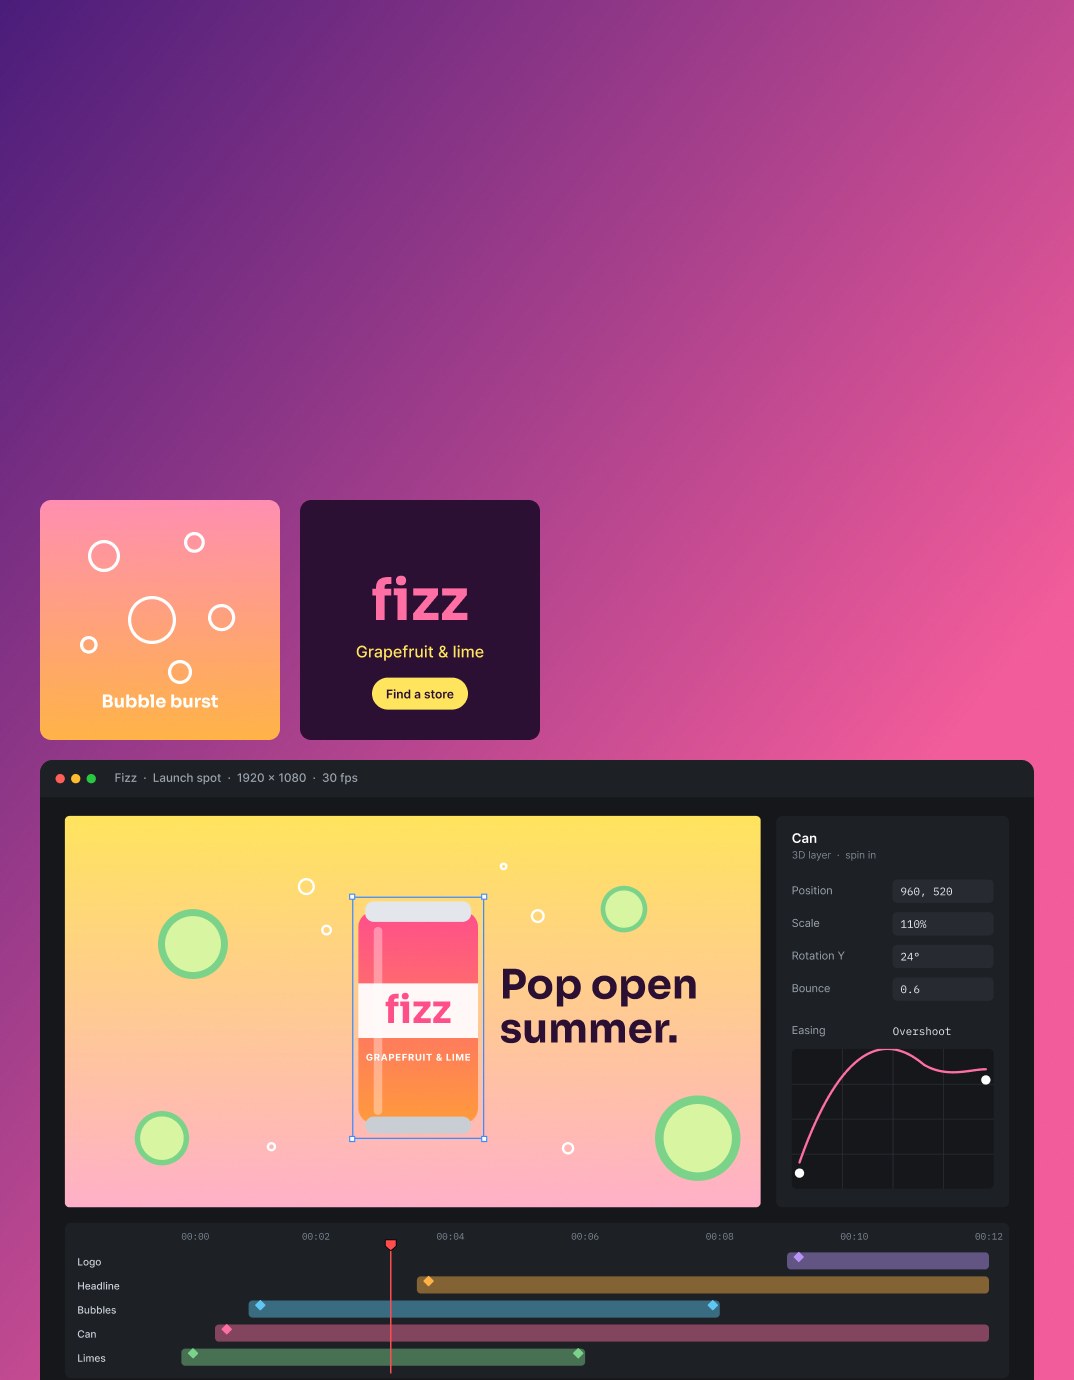 Bubble burst
fizz
Grapefruit & lime
Find a store
Fizz · Launch spot · 1920 × 1080 · 30 fps
fizz
GRAPEFRUIT & LIME
Pop open
summer.
Can
3D layer · spin in
Position 960, 520
Scale 110%
Rotation Y 24°
Bounce 0.6
Easing Overshoot
00:00 00:02 00:04 00:06 00:08 00:10 00:12
Logo
Headline
Bubbles
Can
Limes